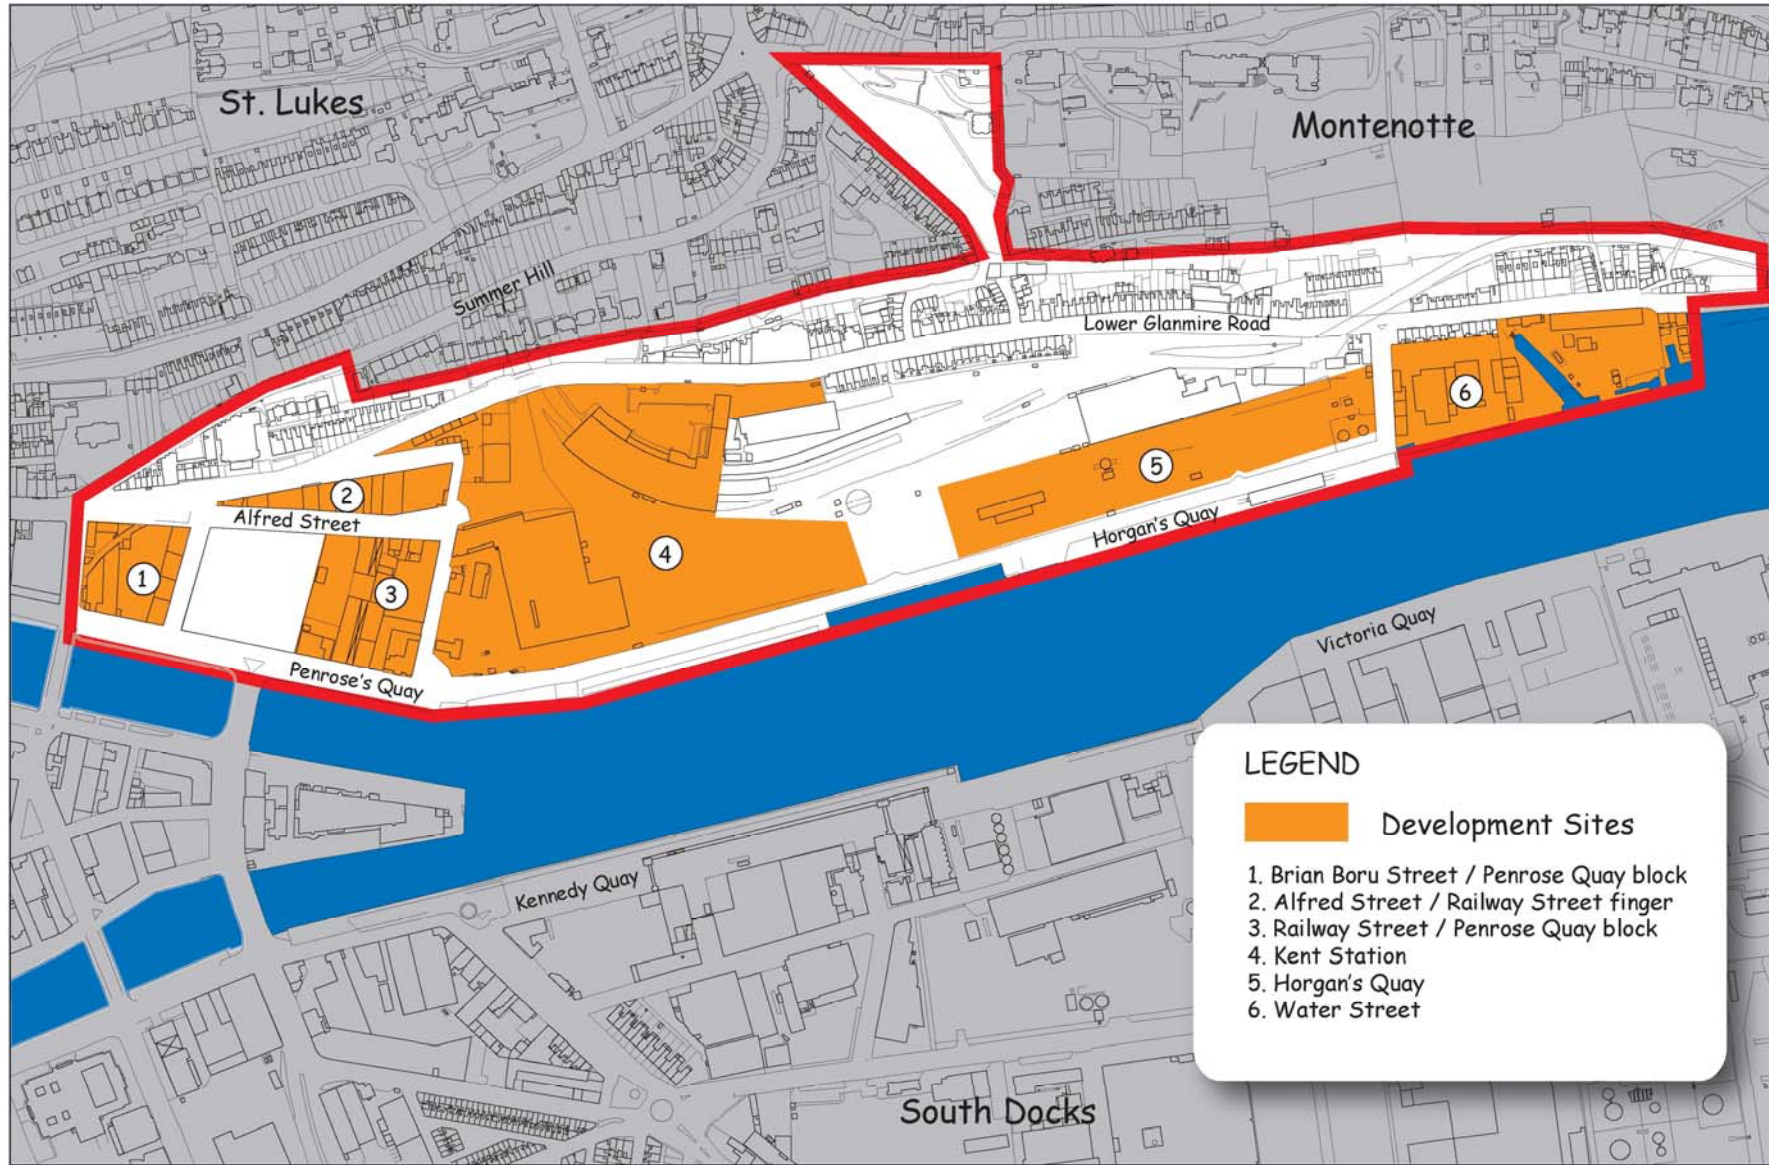 St. Lukes
Montenotte
Summer Hill
Lower Glanmire Road
6
5
2
Alfred Street
Horgan's Quay
4
1
3
Victoria Quay
Penrose's Quay
Kennedy Quay
South Docks
LEGEND
Development Sites
1. Brian Boru Street / Penrose Quay block
2. Alfred Street / Railway Street finger
3. Railway Street / Penrose Quay block
4. Kent Station
5. Horgan's Quay
6. Water Street